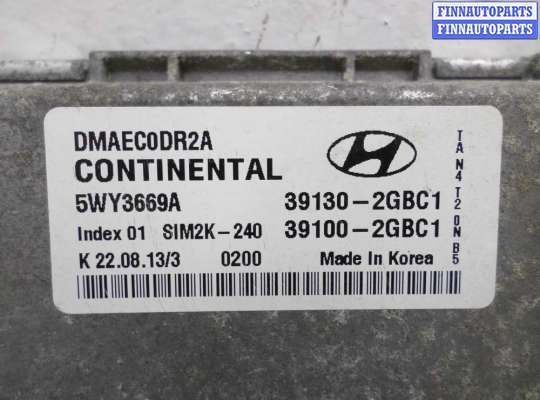 FINNAUTOPARTS
FINNAUTOPARTS
DMAEC0DR2A
CONTINENTAL
5WY3669A
39130-2GBC1
Index 01 SIM2K-240
39100-2GBC1
K 22.08.13/3
0200
Made In Korea
TA N4 T2 0N B5